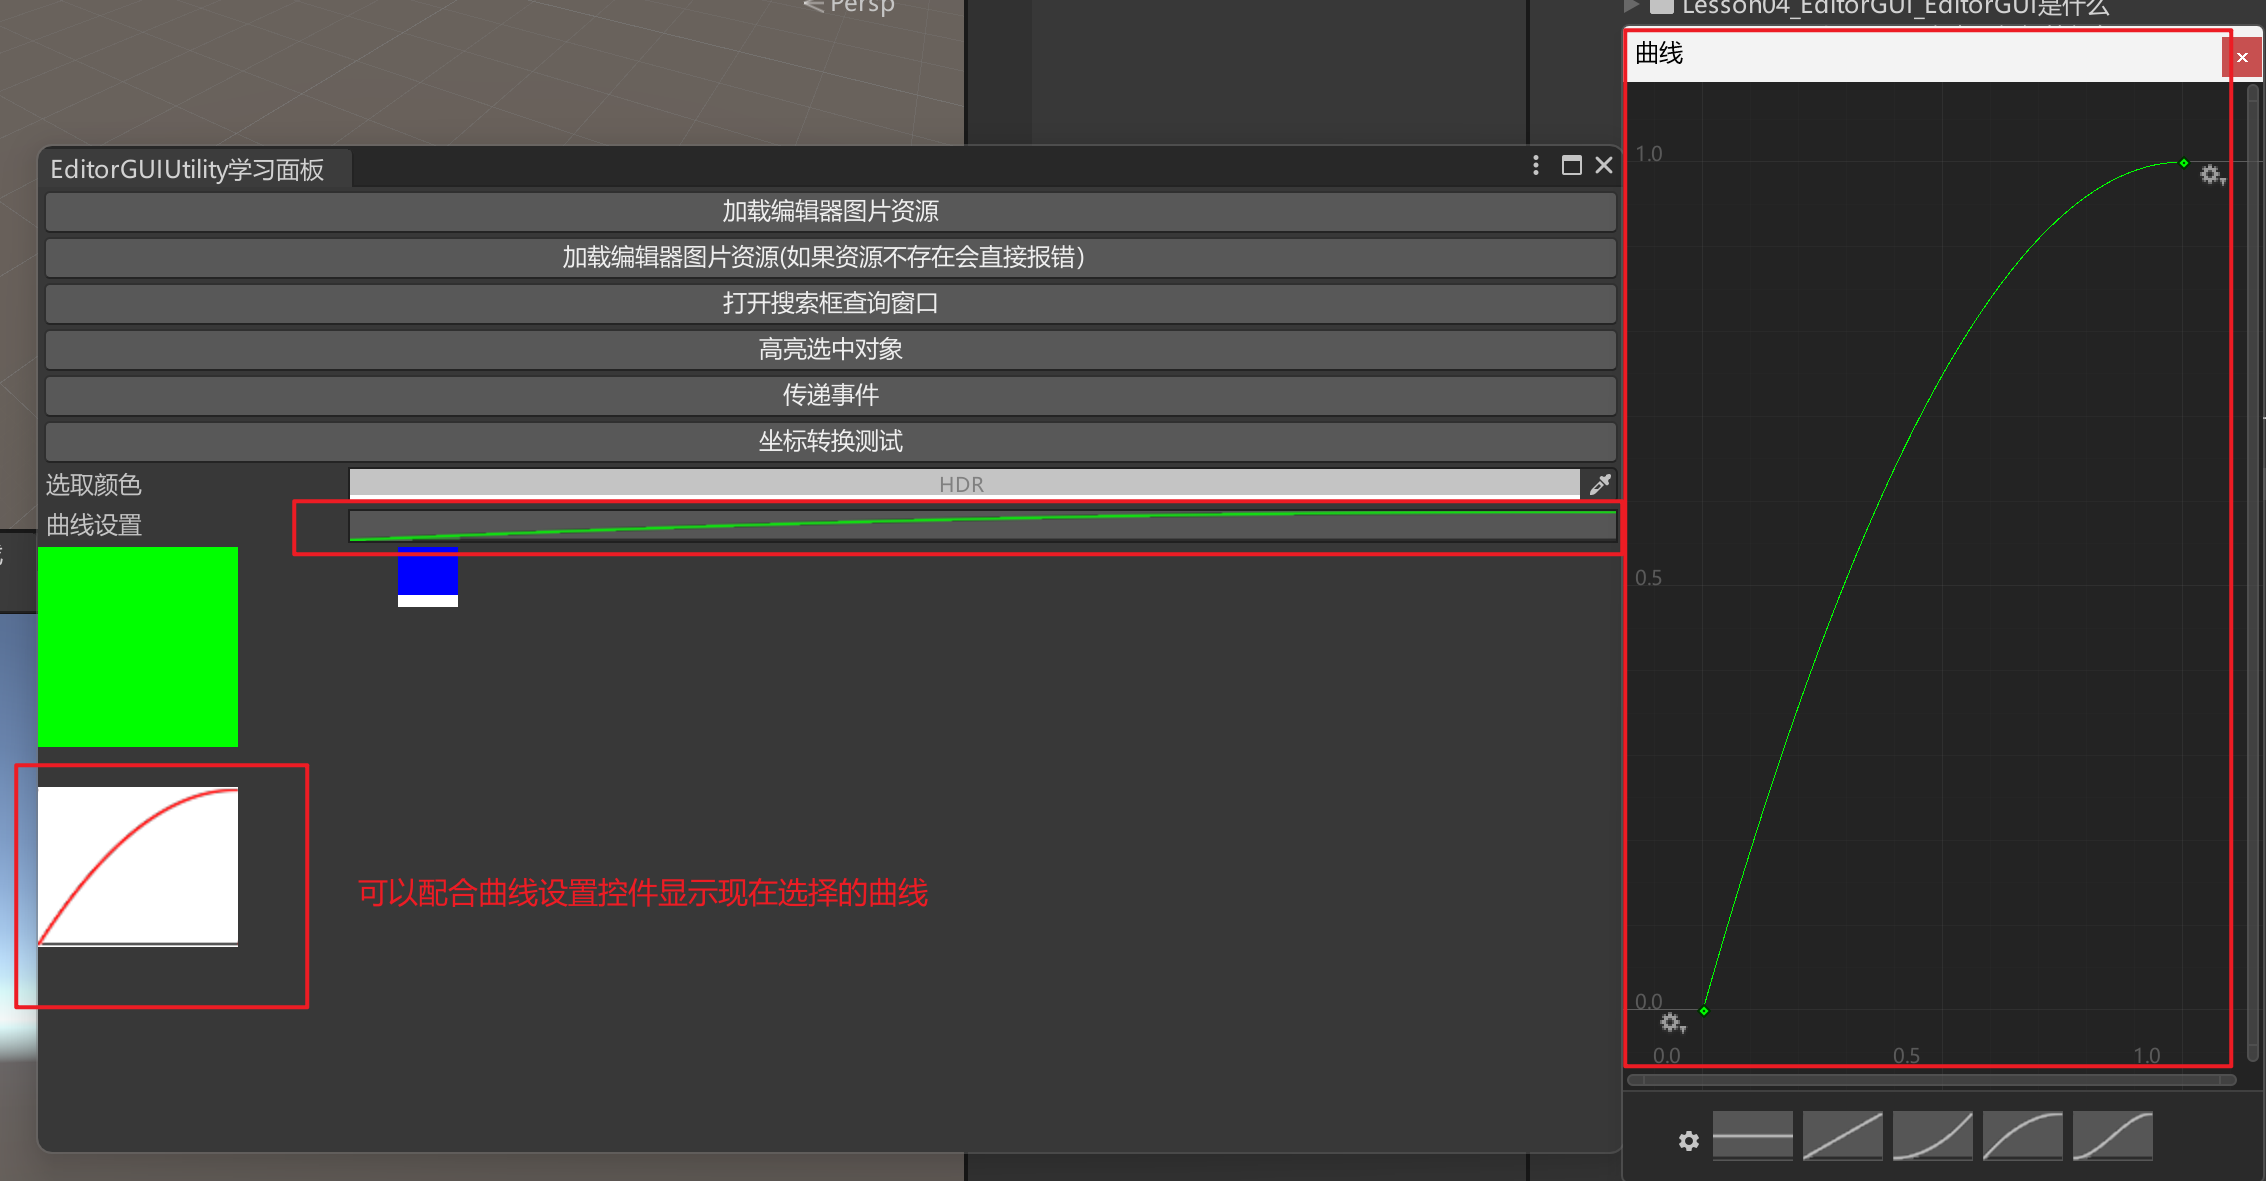 Persp
Lesson04_EditorGUI_EditorGUI是什么
曲线
EditorGUIUtility学习面板
加载编辑器图片资源
加载编辑器图片资源(如果资源不存在会直接报错)
打开搜索框查询窗口
高亮选中对象
传递事件
坐标转换测试
选取颜色
HDR
曲线设置
可以配合曲线设置控件显示现在选择的曲线
1.0
0.5
0.0
0.0
0.5
1.0